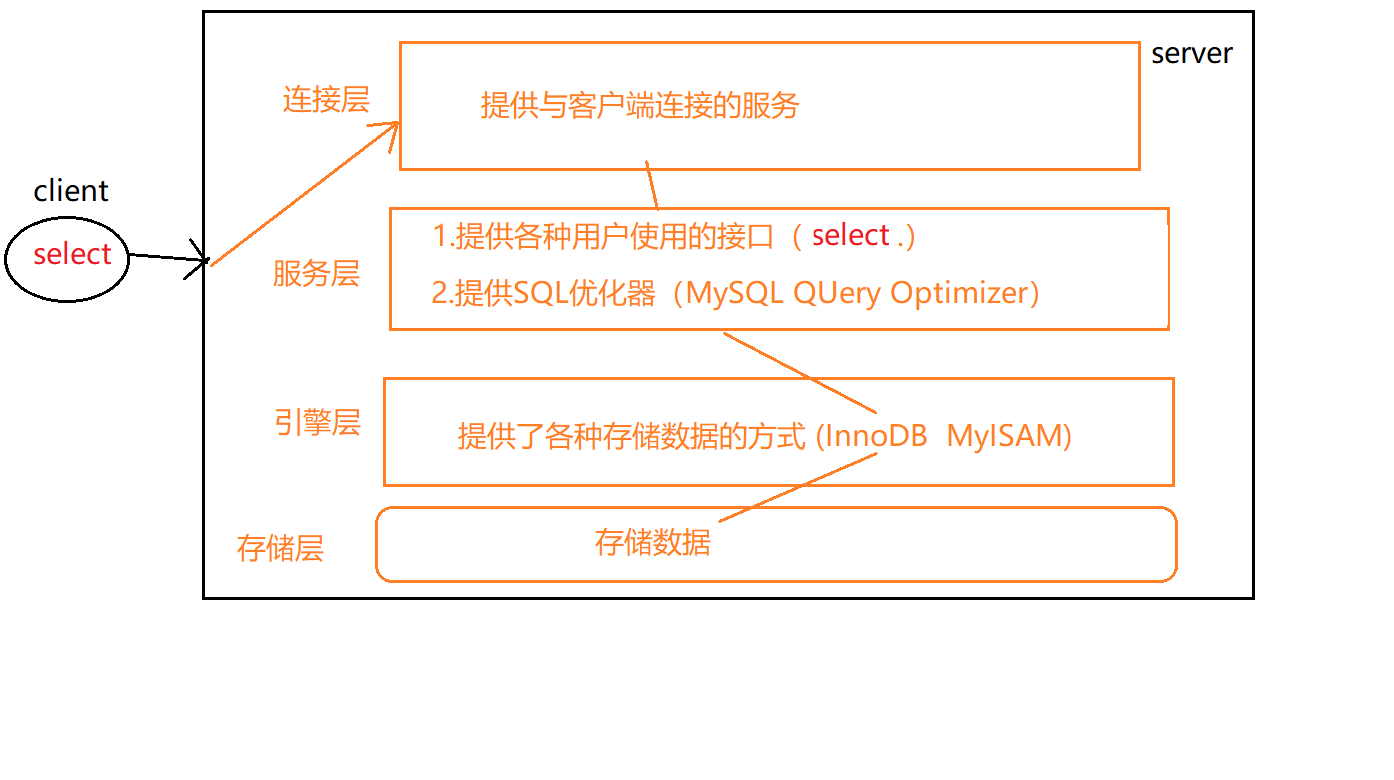 server
连接层
提供与客户端连接的服务
client
select
服务层
1.提供各种用户使用的接口（ select .）
2.提供SQL优化器（MySQL QUery Optimizer）
引擎层
提供了各种存储数据的方式 (InnoDB  MyISAM)
存储层
存储数据